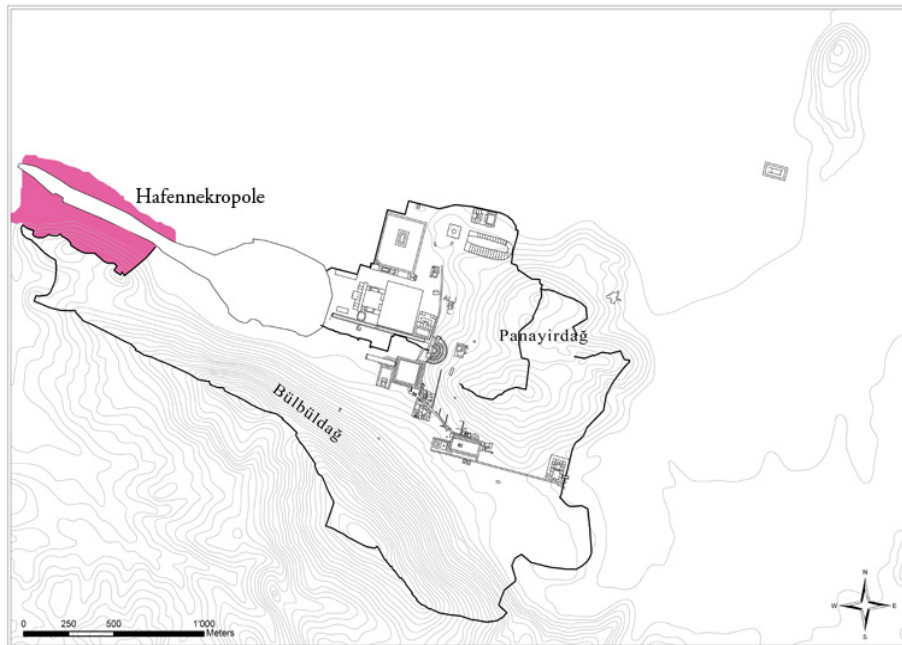 Hafennekropole
Panayirdağ
Bülbüldağ
N
W E
S
0 250 500 1'000
Meters